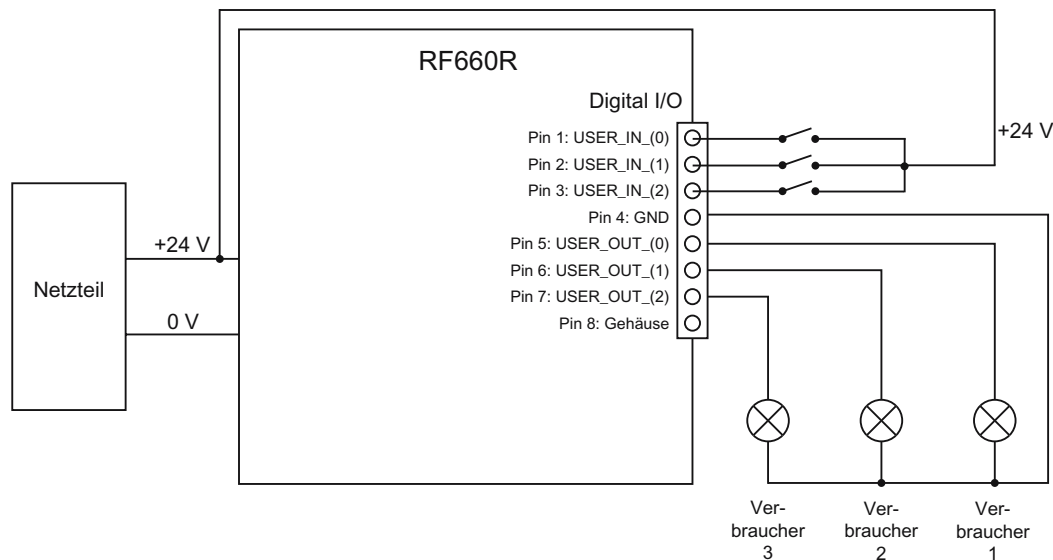 RF660R
Digital I/O
Pin 1: USER_IN_(0)
Pin 2: USER_IN_(1)
Pin 3: USER_IN_(2)
Pin 4: GND
Pin 5: USER_OUT_(0)
Pin 6: USER_OUT_(1)
Pin 7: USER_OUT_(2)
Pin 8: Gehäuse
+24 V
+24 V
Netzteil
0 V
Ver-
braucher
3
Ver-
braucher
2
Ver-
braucher
1